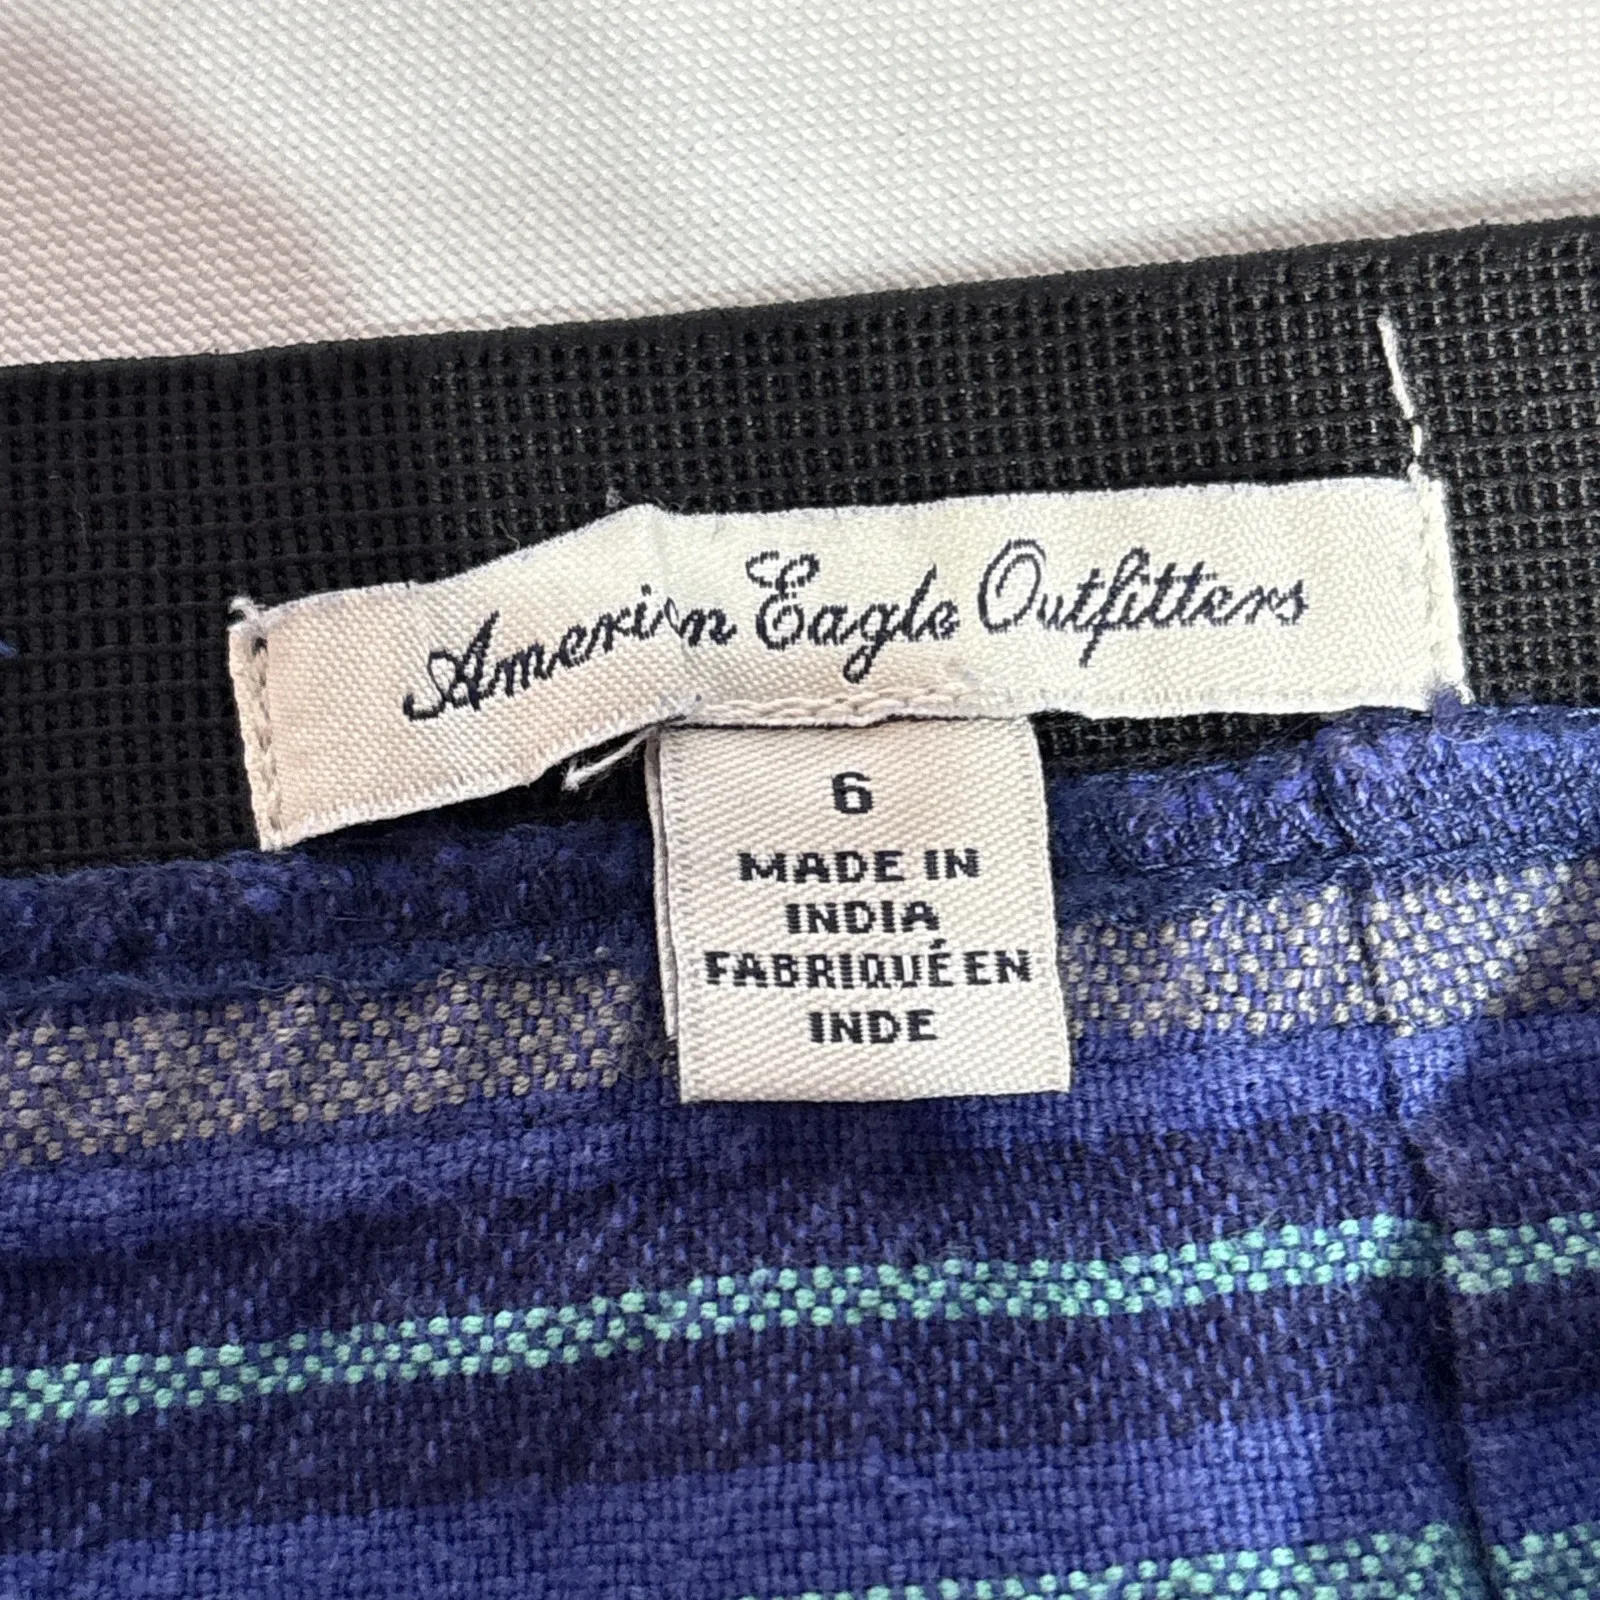 American Eagle Outfitters
6
MADE IN
INDIA
FABRIQUÉ EN
INDE